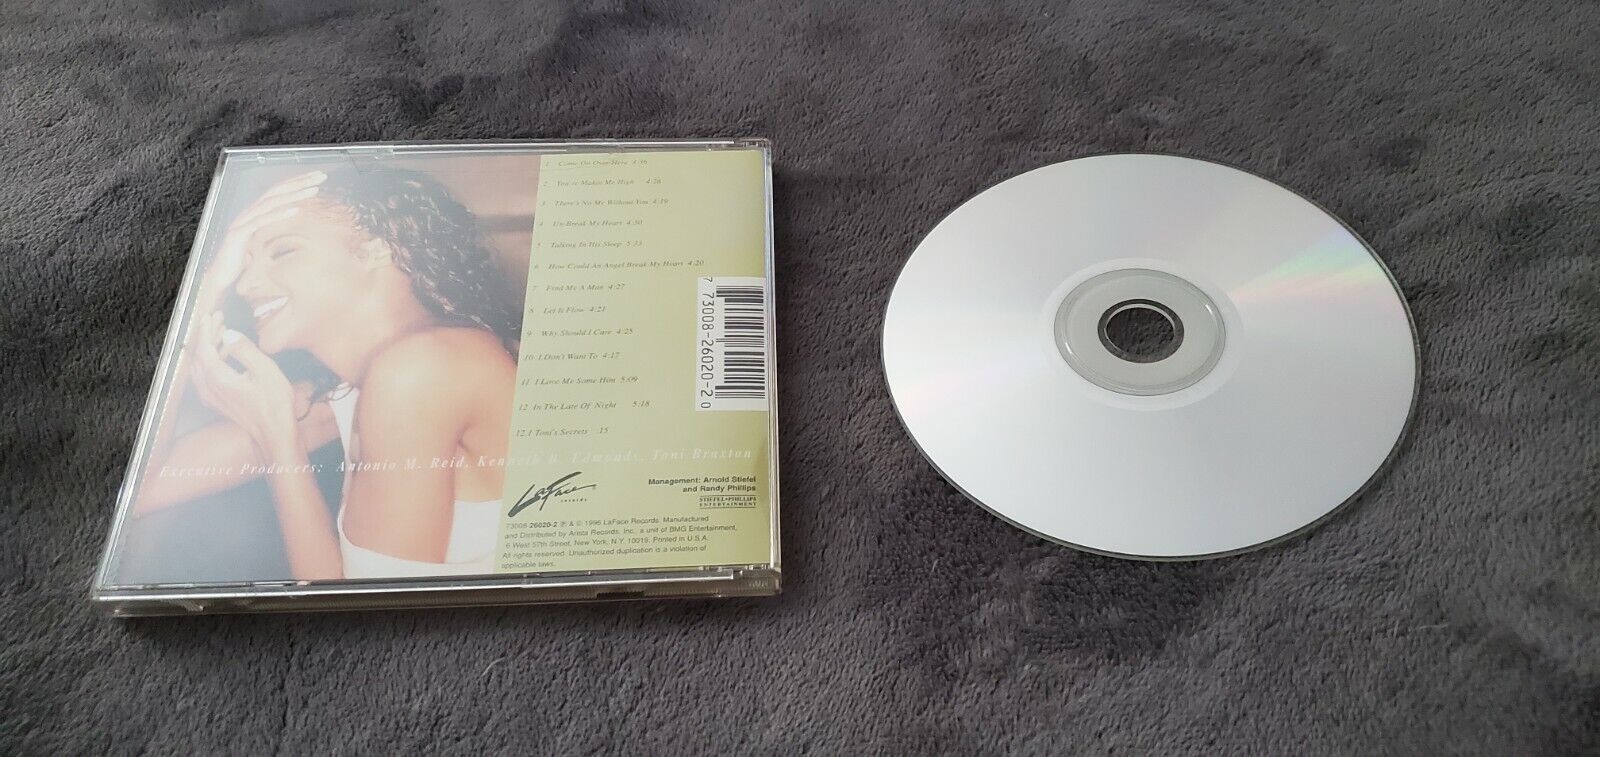 1 Come On Over Here 4:36
2 You're Makin Me High 4:26
3 There's No Me Without You 4:19
4 Un-Break My Heart 4:30
5 Talking In His Sleep 5:33
6 How Could An Angel Break My Heart 4:20
7 Find Me A Man 4:27
8 Let It Flow 4:21
9 Why Should I Care 4:25
10 I Don't Want To 4:17
11 I Love Me Some Him 5:09
12 In The Late Of Night 5:18
12.1 Toni's Secrets :15
7 73008-26020-2 0
Executive Producers: Antonio M. Reid, Kenneth B. Edmonds, Toni Braxton
LaFace
records
Management: Arnold Stiefel
and Randy Phillips
STIEFEL•PHILLIPS
ENTERTAINMENT
73008-26020-2 ℗ & © 1996 LaFace Records. Manufactured
and Distributed by Arista Records, Inc. a unit of BMG Entertainment,
6 West 57th Street, New York, N.Y. 10019. Printed in U.S.A.
All rights reserved. Unauthorized duplication is a violation of
applicable laws.